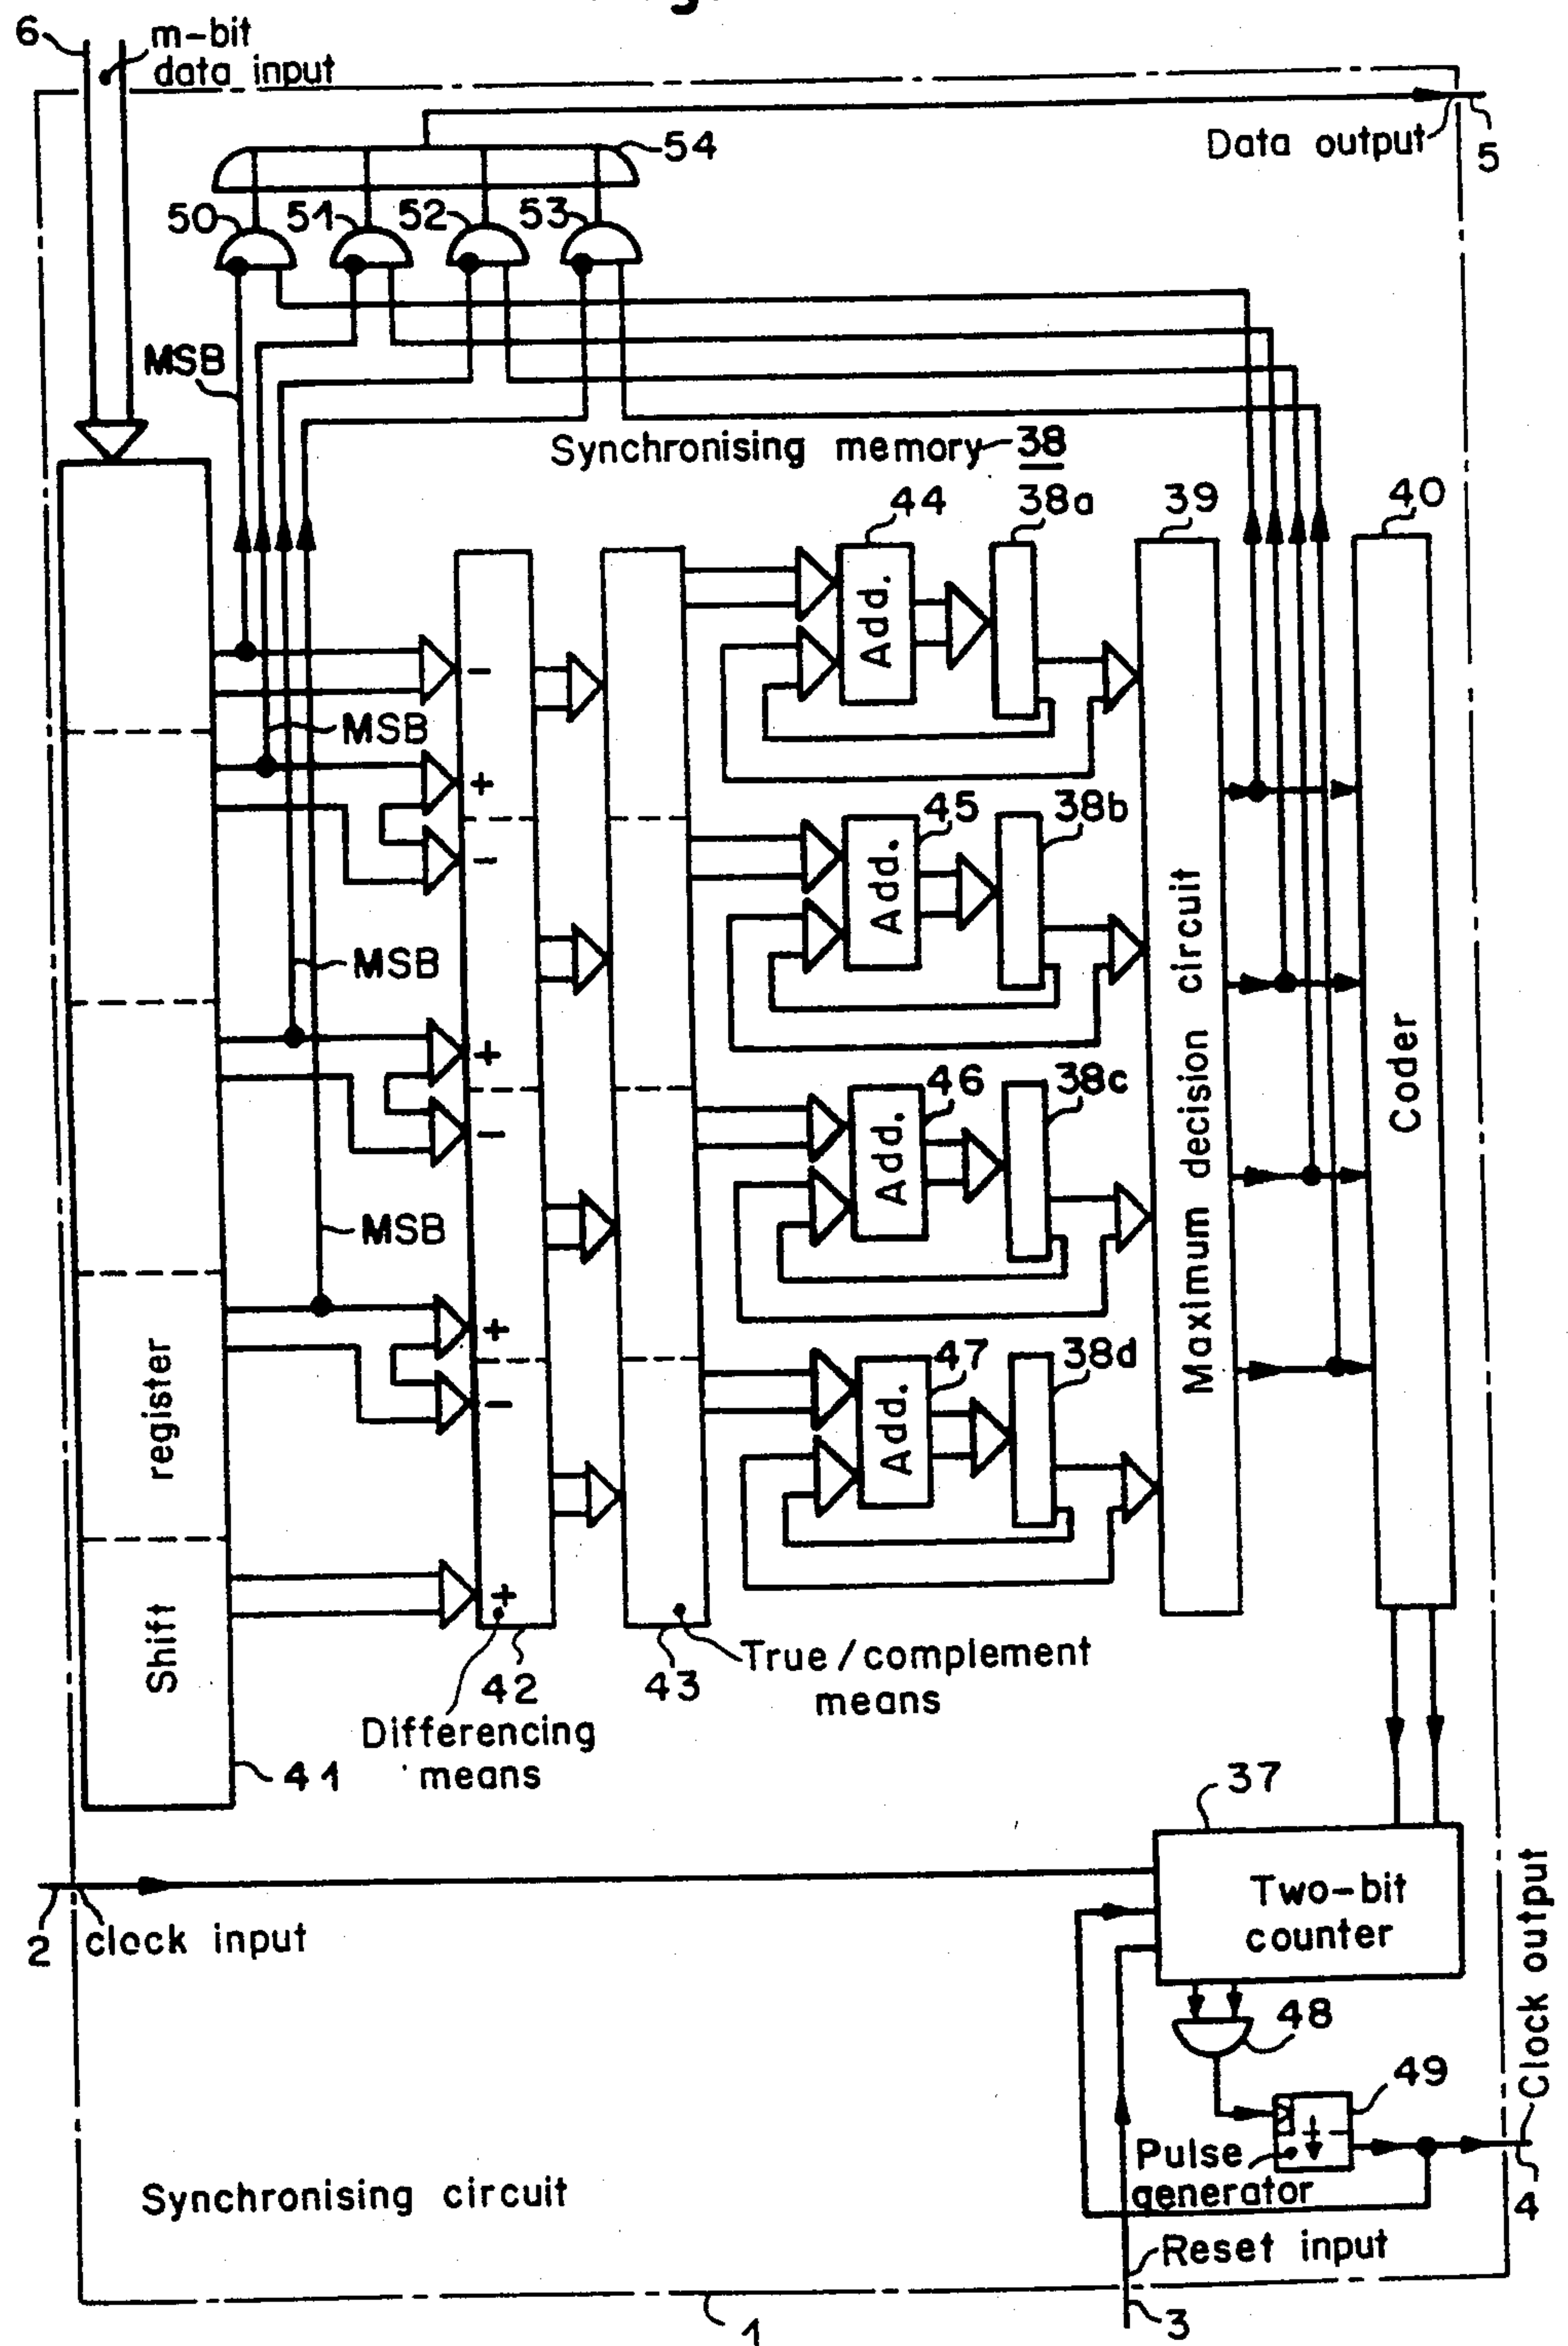 6
m-bit
data input
Data output
5
54
50
51
52
53
MSB
Synchronising memory
38
44
38a
39
40
Add.
-
MSB
+
-
45
38b
Add.
MSB
+
-
46
38c
Add.
MSB
+
-
47
38d
Add.
+
Maximum decision circuit
Coder
Shift register
41
42
43
Differencing
means
True/complement
means
37
Two-bit
counter
2
clock input
48
49
Pulse
generator
Clock output
4
Synchronising circuit
Reset input
3
1